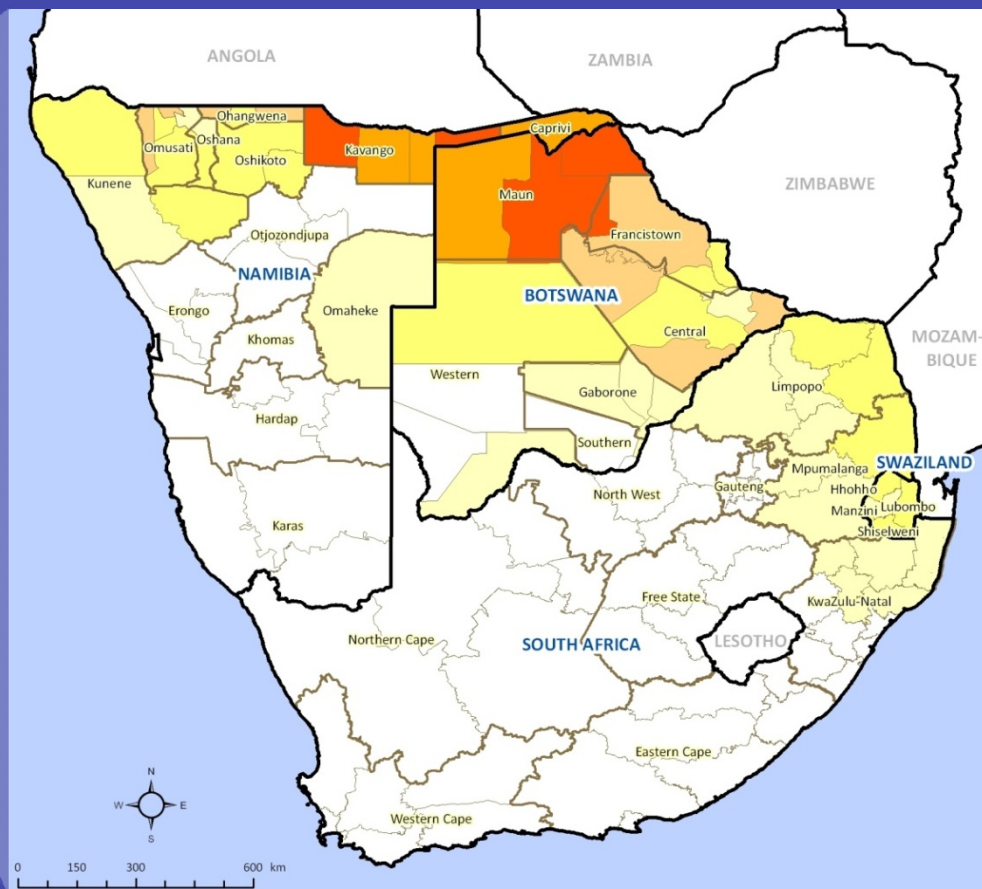 ANGOLA
ZAMBIA
Ohangwena
Caprivi
Omusati
Oshana
Oshikoto
Kavango
Kunene
Maun
ZIMBABWE
Otjozondjupa
Francistown
NAMIBIA
BOTSWANA
Erongo
Omaheke
Khomas
Central
MOZAM-
BIQUE
Western
Limpopo
Gaborone
Hardap
Southern
Mpumalanga
SWAZILAND
North West
Gauteng
Hhohho
Manzini
Lubombo
Karas
Shiselweni
Free State
KwaZulu-Natal
Northern Cape
SOUTH AFRICA
LESOTHO
Eastern Cape
Western Cape
N
W
E
S
0 150 300 600 km